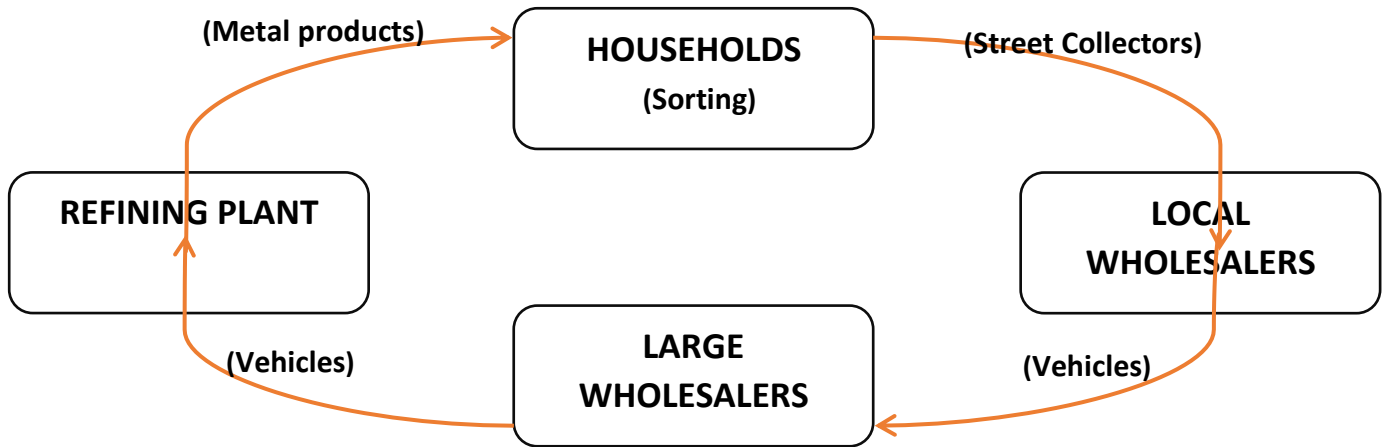 (Metal products)
HOUSEHOLDS
(Sorting)
(Street Collectors)
REFINING PLANT
LOCAL
WHOLESALERS
(Vehicles)
LARGE
WHOLESALERS
(Vehicles)